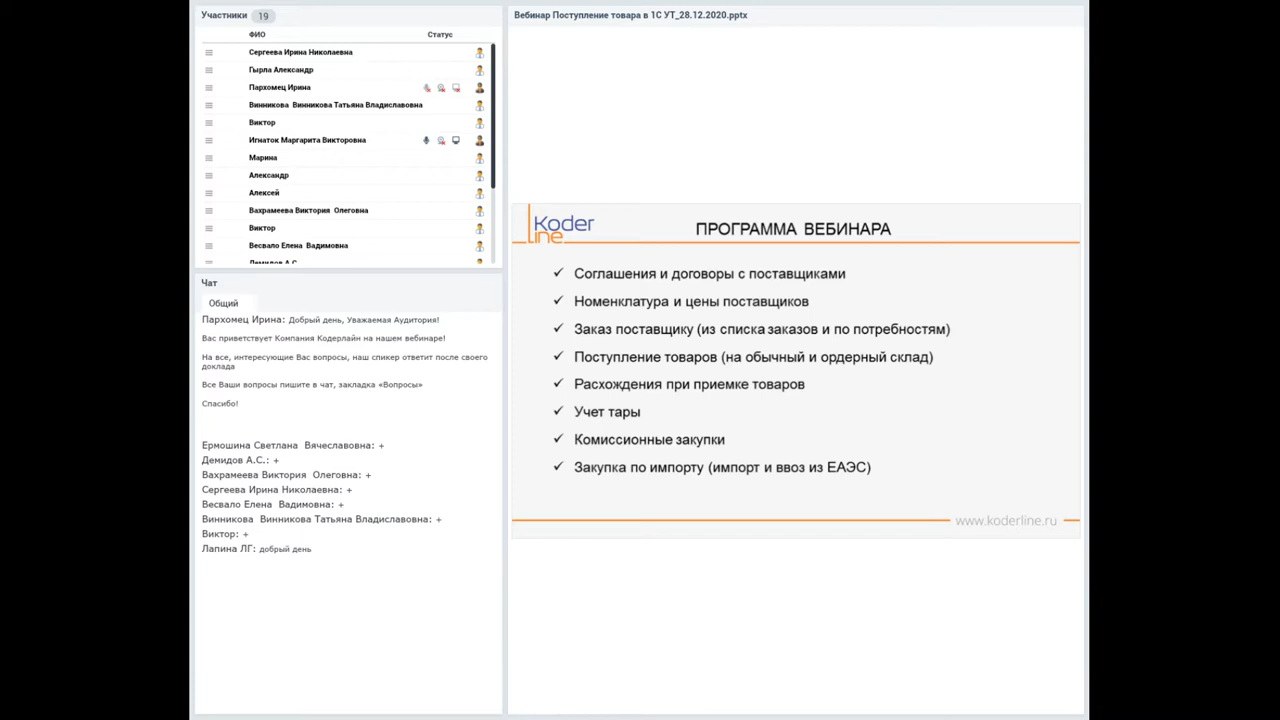 Участники 19
ФИО Статус
Сергеева Ирина Николаевна
Гырла Александр
Пархомец Ирина
Винникова  Винникова Татьяна Владиславовна
Виктор
Игнаток Маргарита Викторовна
Марина
Александр
Алексей
Вахрамеева Виктория  Олеговна
Виктор
Весвало Елена  Вадимовна
Демидов А.С.
Чат
Общий
Пархомец Ирина: Добрый день, Уважаемая Аудитория!
Вас приветствует Компания Кодерлайн на нашем вебинаре!
На все, интересующие Вас вопросы, наш спикер ответит после своего
доклада
Все Ваши вопросы пишите в чат, закладка «Вопросы»
Спасибо!
Ермошина Светлана  Вячеславовна: +
Демидов А.С.: +
Вахрамеева Виктория  Олеговна: +
Сергеева Ирина Николаевна: +
Весвало Елена  Вадимовна: +
Винникова  Винникова Татьяна Владиславовна: +
Виктор: +
Лапина ЛГ: добрый день
Вебинар Поступление товара в 1С УТ_28.12.2020.pptx
Koder
line
ПРОГРАММА ВЕБИНАРА
✓ Соглашения и договоры с поставщиками
✓ Номенклатура и цены поставщиков
✓ Заказ поставщику (из списка заказов и по потребностям)
✓ Поступление товаров (на обычный и ордерный склад)
✓ Расхождения при приемке товаров
✓ Учет тары
✓ Комиссионные закупки
✓ Закупка по импорту (импорт и ввоз из ЕАЭС)
www.koderline.ru